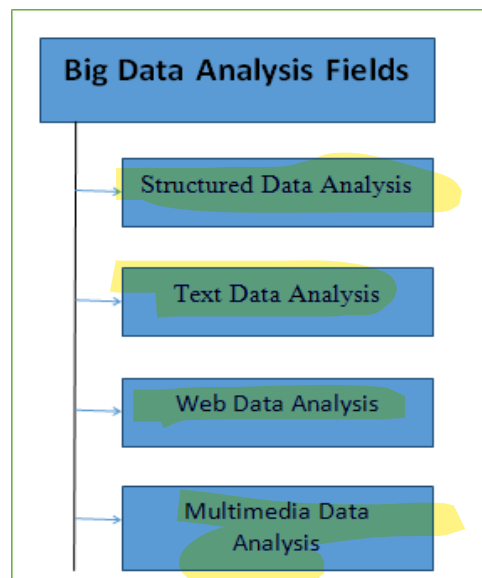 Big Data Analysis Fields
Structured Data Analysis
Text Data Analysis
Web Data Analysis
Multimedia Data
Analysis